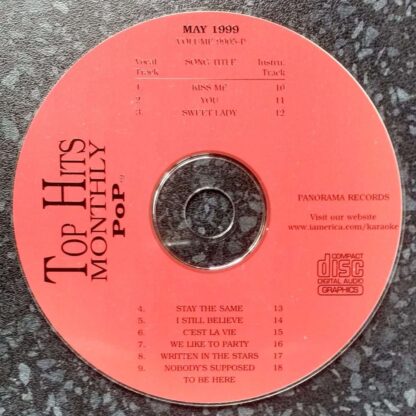 MAY 1999
VOLUME 9905-P
Vocal SONG TITLE Instru.
Track Track
1. KISS ME 10
2. YOU 11
3. SWEET LADY 12
TOP HITS
MONTHLY
POP
PANORAMA RECORDS
Visit our website
www.iamerica.com/karaoke
COMPACT
disc
DIGITAL AUDIO
GRAPHICS
4. STAY THE SAME 13
5. I STILL BELIEVE 14
6. C'EST LA VIE 15
7. WE LIKE TO PARTY 16
8. WRITTEN IN THE STARS 17
9. NOBODY'S SUPPOSED 18
TO BE HERE